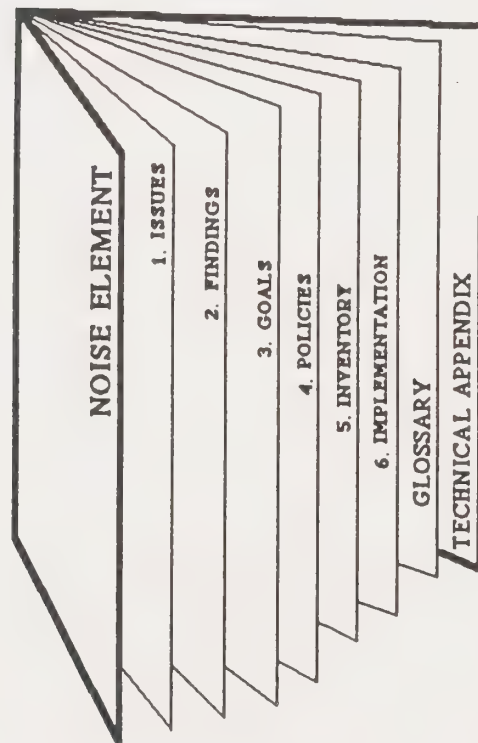 NOISE ELEMENT
1. ISSUES
2. FINDINGS
3. GOALS
4. POLICIES
5. INVENTORY
6. IMPLEMENTATION
GLOSSARY
TECHNICAL APPENDIX